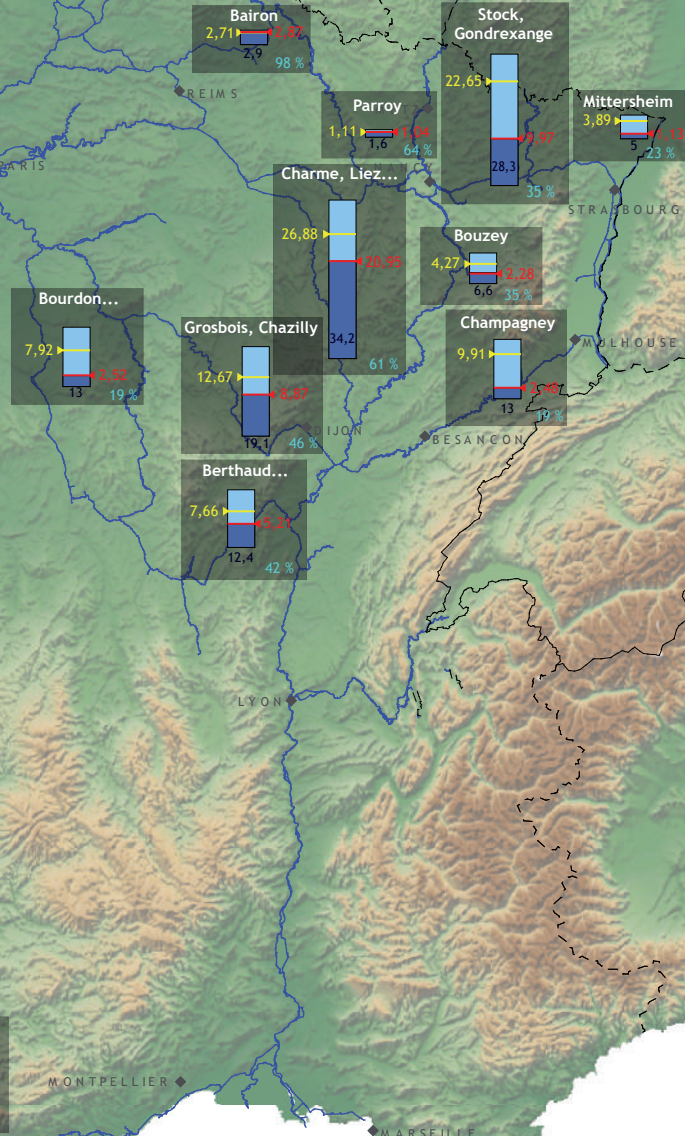 Bairon
2,71
2,87
2,9
98 %
Stock,
Gondrexange
22,65
9,97
28,3
35 %
REIMS
Parroy
1,11
1,04
1,6
64 %
Mittersheim
3,89
1,13
5
23 %
PARIS
NANCY
Charme, Liez...
26,88
20,95
34,2
61 %
STRASBOURG
Bouzey
4,27
2,28
6,6
35 %
Bourdon...
7,92
2,57
13
19 %
Grosbois, Chazilly
12,67
8,87
19,1
46 %
Champagney
9,91
2,48
13
19 %
MULHOUSE
DIJON
BESANCON
Berthaud...
7,66
5,21
12,4
42 %
LYON
MONTPELLIER
MARSEILLE